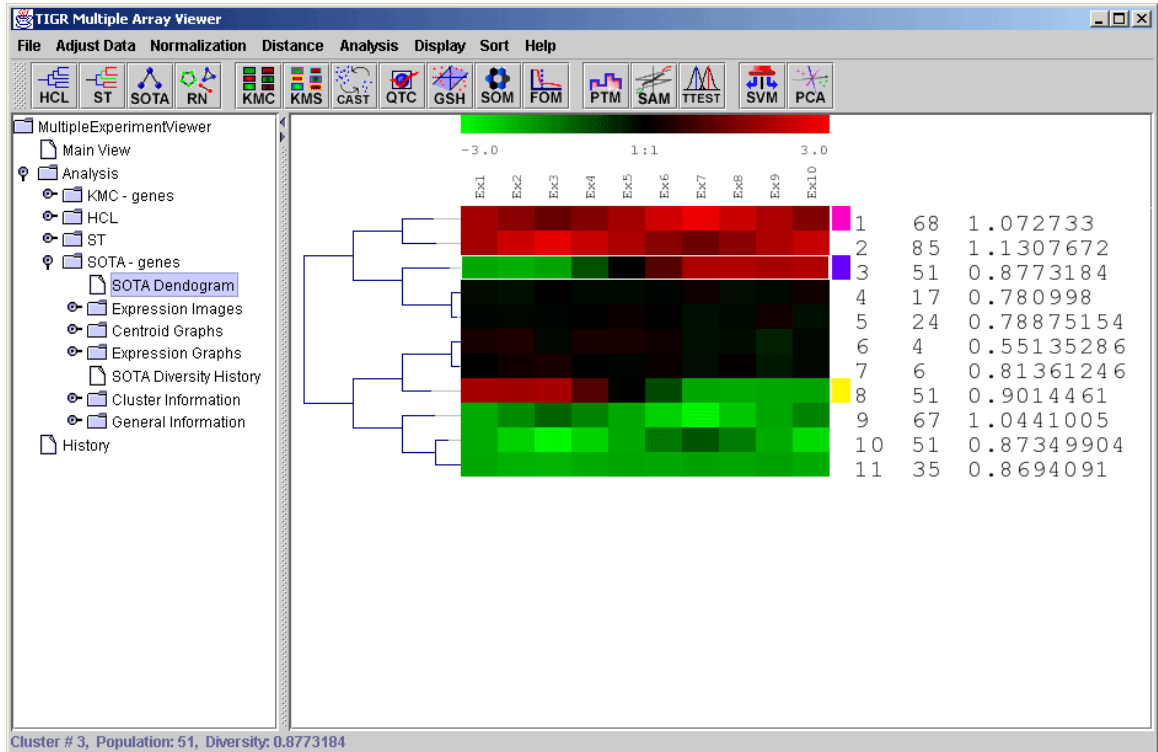 TIGR Multiple Array Viewer
File Adjust Data Normalization Distance Analysis Display Sort Help
HCL ST SOTA RN KMC KMS CAST QTC GSH SOM FOM PTM SAM TTEST SVM PCA
MultipleExperimentViewer
Main View
Analysis
KMC - genes
HCL
ST
SOTA - genes
SOTA Dendogram
Expression Images
Centroid Graphs
Expression Graphs
SOTA Diversity History
Cluster Information
General Information
History
-3.0 1:1 3.0
Ex1 Ex2 Ex3 Ex4 Ex5 Ex6 Ex7 Ex8 Ex9 Ex10
1 68 1.072733
2 85 1.1307672
3 51 0.8773184
4 17 0.780998
5 24 0.78875154
6 4 0.55135286
7 6 0.81361246
8 51 0.9014461
9 67 1.0441005
10 51 0.87349904
11 35 0.8694091
Cluster # 3, Population: 51, Diversity: 0.8773184